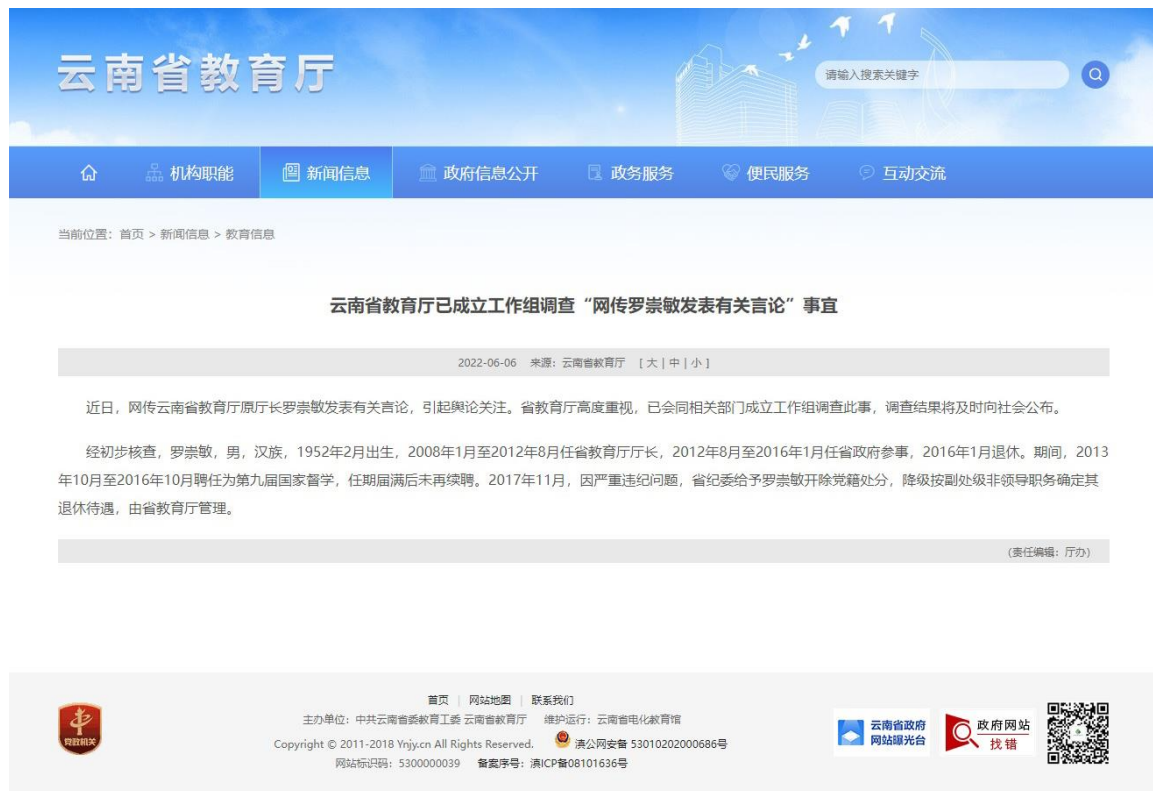 云南省教育厅
请输入搜索关键字
机构职能 新闻信息 政府信息公开 政务服务 便民服务 互动交流
当前位置：首页 > 新闻信息 > 教育信息
云南省教育厅已成立工作组调查“网传罗崇敏发表有关言论”事宜
2022-06-06 来源：云南省教育厅 [ 大 | 中 | 小 ]
近日，网传云南省教育厅原厅长罗崇敏发表有关言论，引起舆论关注。省教育厅高度重视，已会同相关部门成立工作组调查此事，调查结果将及时向社会公布。
经初步核查，罗崇敏，男，汉族，1952年2月出生，2008年1月至2012年8月任省教育厅厅长，2012年8月至2016年1月任省政府参事，2016年1月退休。期间，2013
年10月至2016年10月聘任为第九届国家督学，任期届满后未再续聘。2017年11月，因严重违纪问题，省纪委给予罗崇敏开除党籍处分，降级按副处级非领导职务确定其
退休待遇，由省教育厅管理。
(责任编辑：厅办)
首页 | 网站地图 | 联系我们
主办单位：中共云南省委教育工委 云南省教育厅 维护运行：云南省电化教育馆
Copyright © 2011-2018 Ynjy.cn All Rights Reserved. 滇公网安备 53010202000686号
网站标识码：5300000039 备案序号：滇ICP备08101636号
党政机关
云南省政府
网站曝光台
政府网站
找错